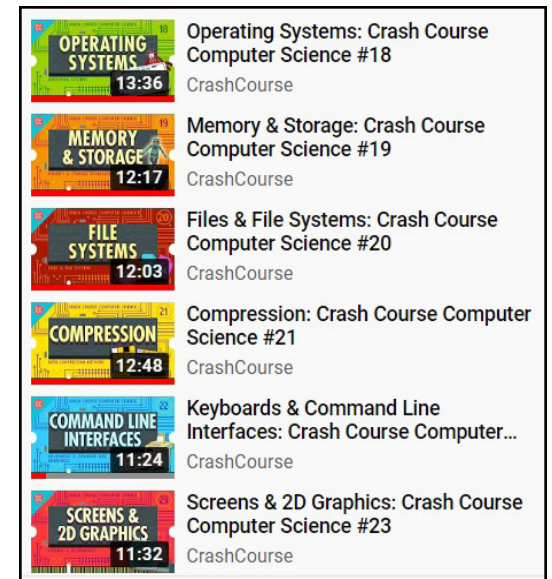 18
OPERATING
SYSTEMS
13:36
Operating Systems: Crash Course
Computer Science #18
CrashCourse
19
MEMORY
& STORAGE
12:17
Memory & Storage: Crash Course
Computer Science #19
CrashCourse
20
FILE
SYSTEMS
12:03
Files & File Systems: Crash Course
Computer Science #20
CrashCourse
21
COMPRESSION
12:48
Compression: Crash Course Computer
Science #21
CrashCourse
22
COMMAND LINE
INTERFACES
11:24
Keyboards & Command Line
Interfaces: Crash Course Computer...
CrashCourse
23
SCREENS &
2D GRAPHICS
11:32
Screens & 2D Graphics: Crash Course
Computer Science #23
CrashCourse